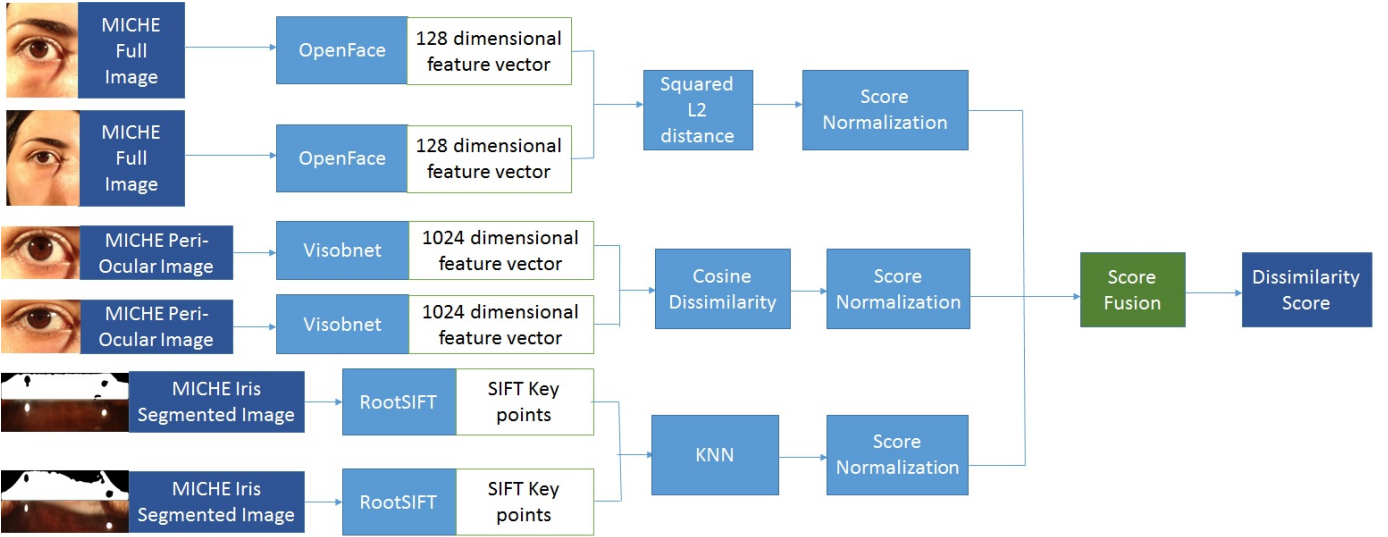 MICHE
Full
Image
OpenFace
128 dimensional
feature vector
MICHE
Full
Image
OpenFace
128 dimensional
feature vector
Squared
L2
distance
Score
Normalization
MICHE Peri-
Ocular Image
Visobnet
1024 dimensional
feature vector
MICHE Peri-
Ocular Image
Visobnet
1024 dimensional
feature vector
Cosine
Dissimilarity
Score
Normalization
MICHE Iris
Segmented Image
RootSIFT
SIFT Key
points
MICHE Iris
Segmented Image
RootSIFT
SIFT Key
points
KNN
Score
Normalization
Score
Fusion
Dissimilarity
Score